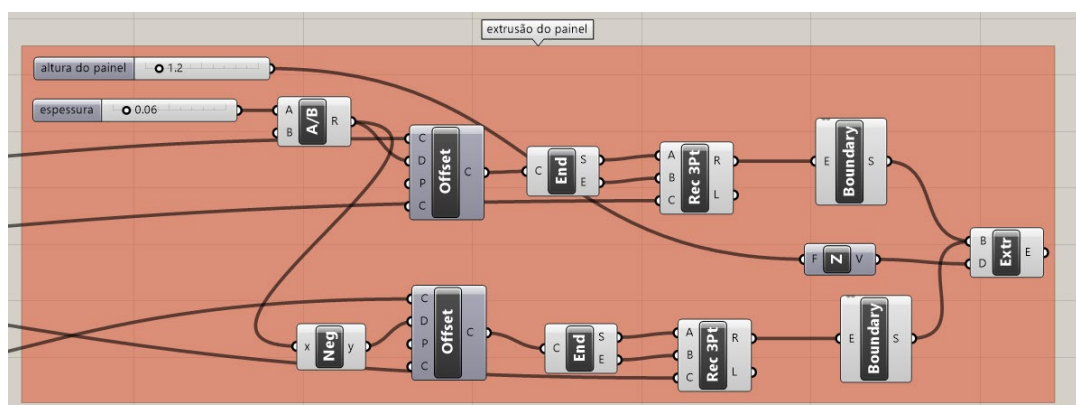 extrusão do painel
altura do painel 1.2
espessura 0.06
A
B
A/B
R
C
D
P
C
Offset
C
C
End
S
E
A
B
C
Rec 3Pt
R
L
E
Boundary
S
F
Z
V
B
D
Extr
E
x
Neg
y
C
D
P
C
Offset
C
C
End
S
E
A
B
C
Rec 3Pt
R
L
E
Boundary
S